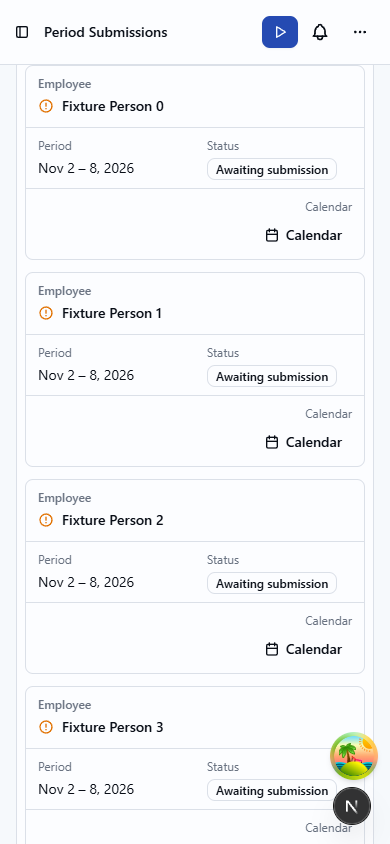 Period Submissions
Employee
Fixture Person 0
Period
Status
Nov 2 – 8, 2026
Awaiting submission
Calendar
Calendar
Employee
Fixture Person 1
Period
Status
Nov 2 – 8, 2026
Awaiting submission
Calendar
Calendar
Employee
Fixture Person 2
Period
Status
Nov 2 – 8, 2026
Awaiting submission
Calendar
Calendar
Employee
Fixture Person 3
Period
Status
Nov 2 – 8, 2026
Awaiting submission
Calendar
N